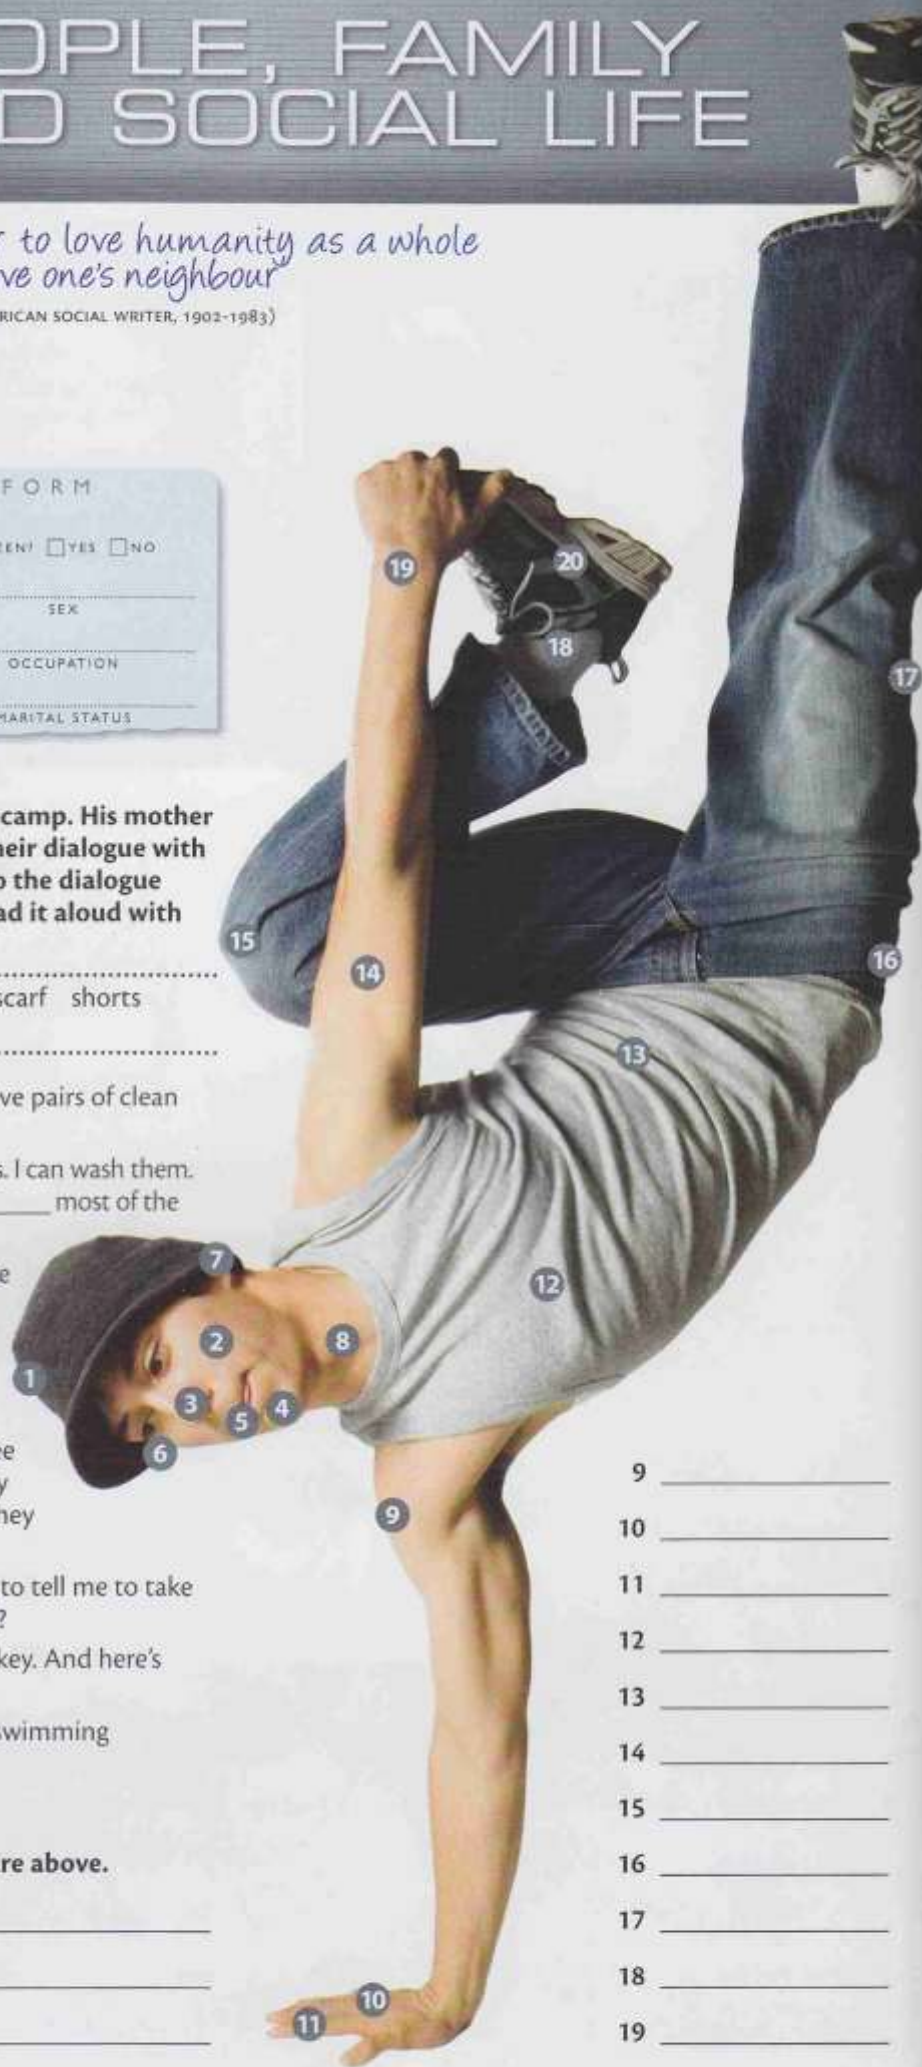 OPLE, FAMILY
D SOCIAL LIFE
to love humanity as a whole
ve one's neighbour"
RICAN SOCIAL WRITER, 1902-1983)
FORM
ZEN? YES NO
SEX
OCCUPATION
MARITAL STATUS
camp. His mother
heir dialogue with
the dialogue
ad it aloud with
scarf shorts
ve pairs of clean
s. I can wash them.
____ most of the
e
ee
y
hey
to tell me to take
?
key. And here's
swimming
re above.
19
20
18
17
15
14
16
13
7
12
2
8
1
3
5
4
6
9
10
11
9
10
11
12
13
14
15
16
17
18
19